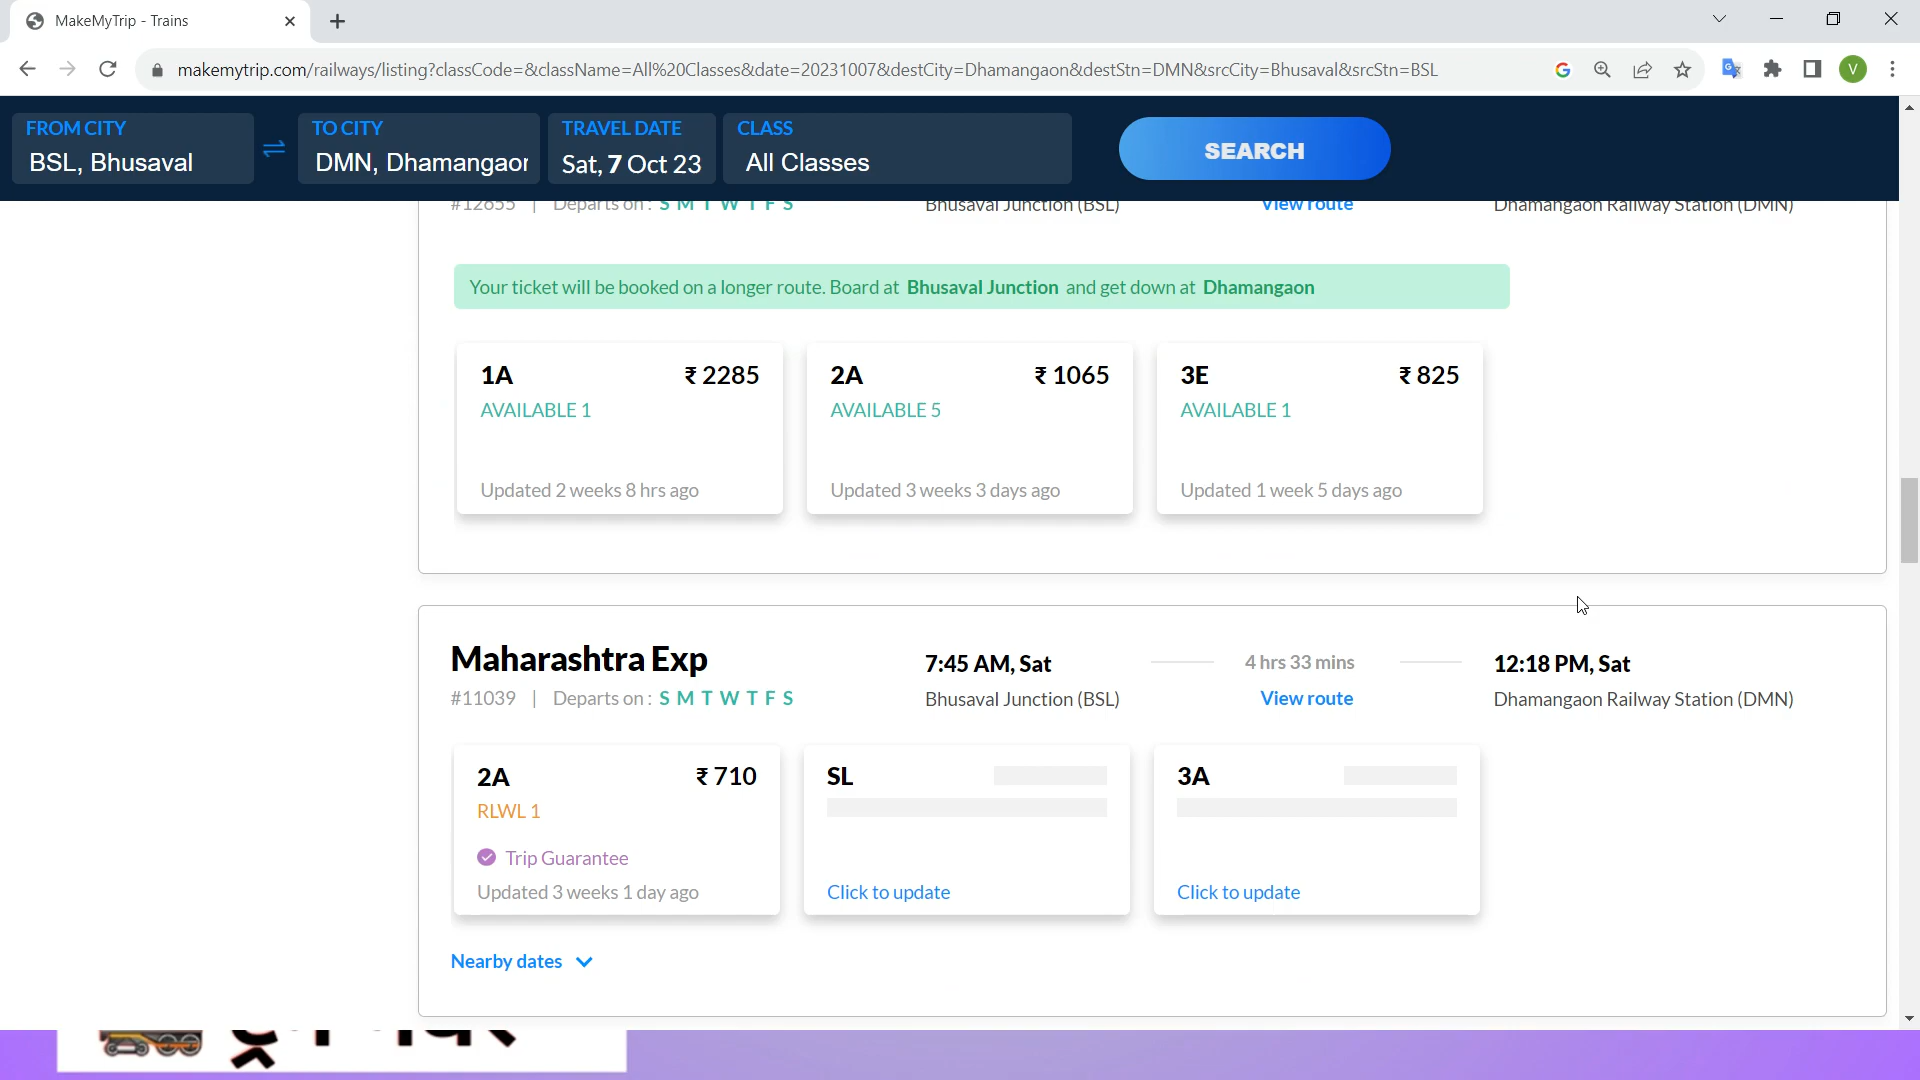 MakeMyTrip - Trains
makemytrip.com/railways/listing?classCode=&className=All%20Classes&date=20231007&destCity=Dhamangaon&destStn=DMN&srcCity=Bhusaval&srcStn=BSL
V
FROM CITY
BSL, Bhusaval
TO CITY
DMN, Dhamangaon
TRAVEL DATE
Sat, 7 Oct 23
CLASS
All Classes
SEARCH
#12655 | Departs on : S M T W T F S
Bhusaval Junction (BSL)
View route
Dhamangaon Railway Station (DMN)
Your ticket will be booked on a longer route. Board at Bhusaval Junction and get down at Dhamangaon
1A ₹ 2285
AVAILABLE 1
Updated 2 weeks 8 hrs ago
2A ₹ 1065
AVAILABLE 5
Updated 3 weeks 3 days ago
3E ₹ 825
AVAILABLE 1
Updated 1 week 5 days ago
Maharashtra Exp
#11039 | Departs on : S M T W T F S
7:45 AM, Sat
Bhusaval Junction (BSL)
4 hrs 33 mins
View route
12:18 PM, Sat
Dhamangaon Railway Station (DMN)
2A ₹ 710
RLWL 1
Trip Guarantee
Updated 3 weeks 1 day ago
SL
Click to update
3A
Click to update
Nearby dates